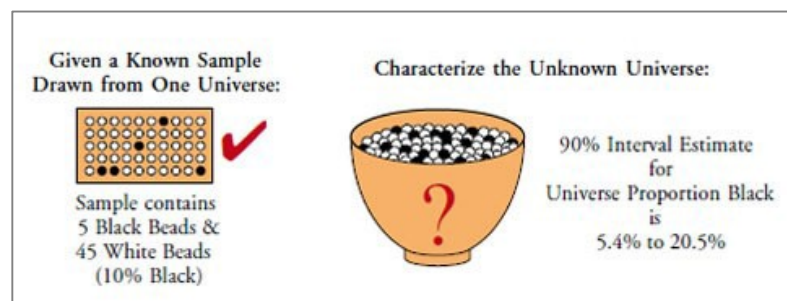 Given a Known Sample
Drawn from One Universe:
Sample contains
5 Black Beads &
45 White Beads
(10% Black)
Characterize the Unknown Universe:
?
90% Interval Estimate
for
Universe Proportion Black
is
5.4% to 20.5%